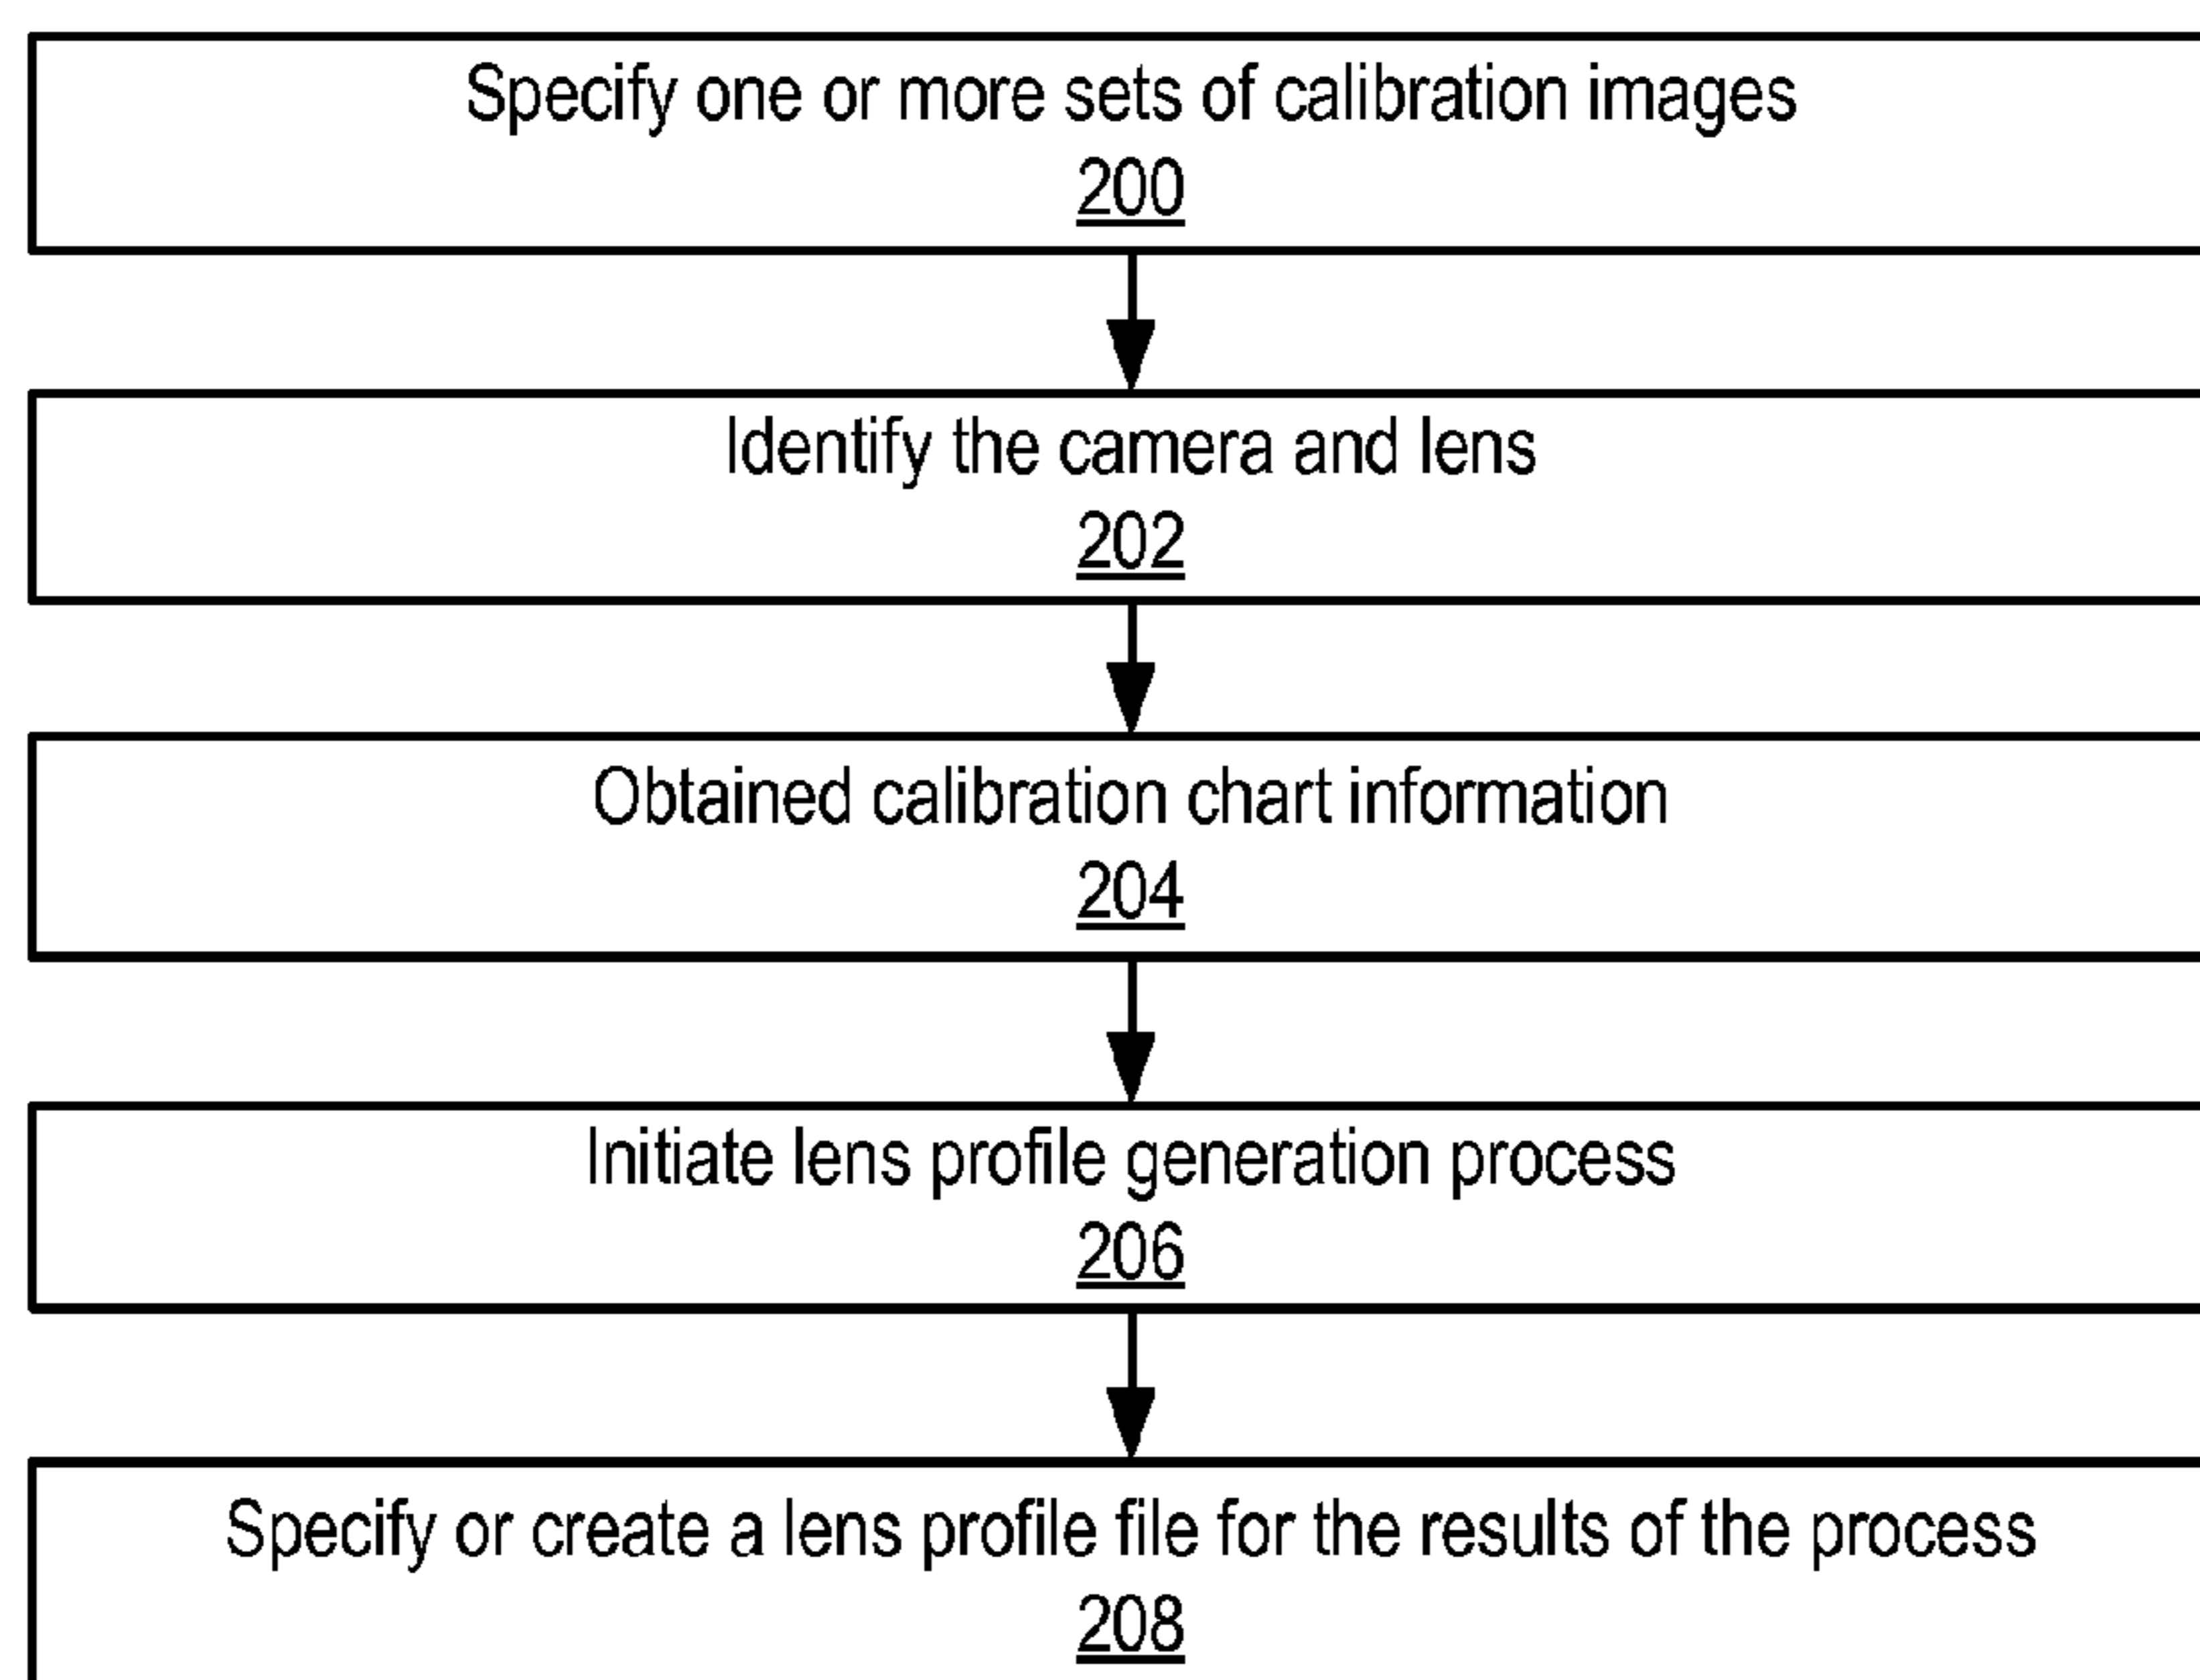 Specify one or more sets of calibration images
200
Identify the camera and lens
202
Obtained calibration chart information
204
Initiate lens profile generation process
206
Specify or create a lens profile file for the results of the process
208